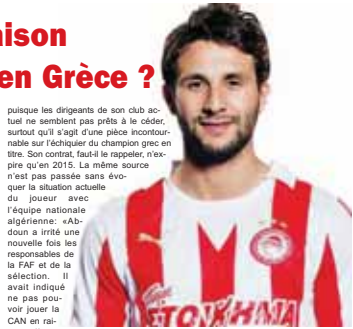 aison
en Grèce ?
puisque les dirigeants de son club ac-
tuel ne semblent pas prêts à le céder,
surtout qu'il s'agit d'une pièce incontour-
nable sur l'échiquier du champion grec en
titre. Son contrat, faut-il le rappeler, n'ex-
pire qu'en 2015. La même source
n'est pas passée sans évo-
quer la situation actuelle
du joueur avec
l'équipe nationale
algérienne: «Ab-
doun a irrité une
nouvelle fois les
responsables de
la FAF et de la
sélection. Il
avait indiqué
ne pas pou-
voir jouer la
CAN en rai-
ΣΤΟΙΧΗΜΑ